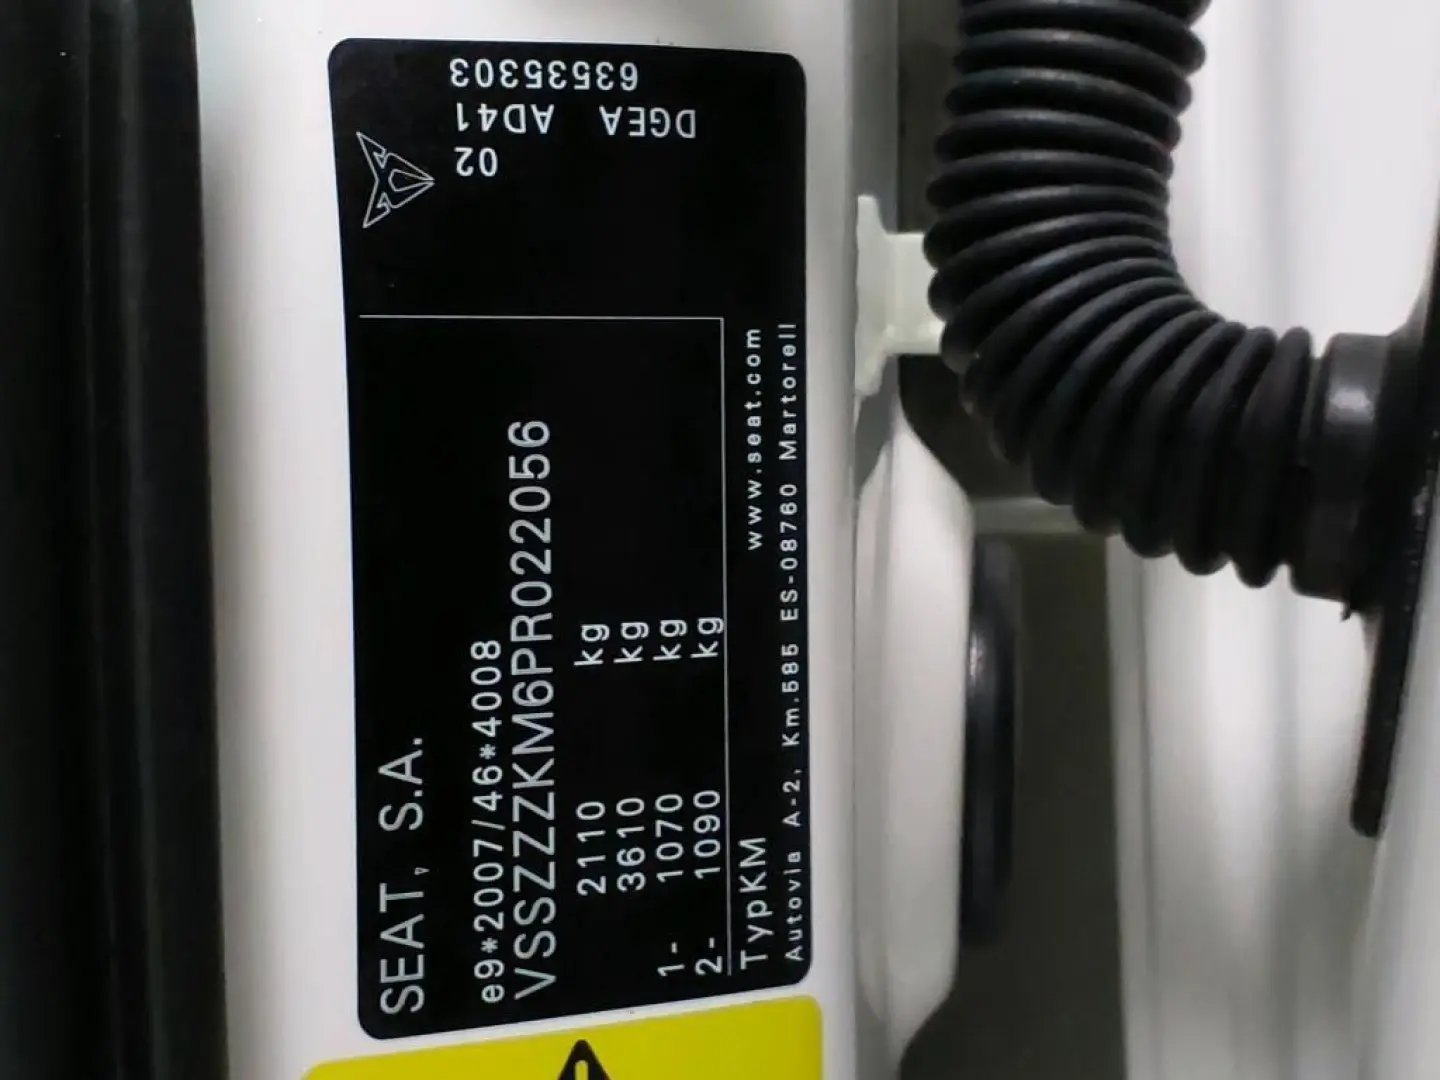 SEAT, S.A.
e9*2007/46*4008
VSSZZZKM6PR022056
2110 kg
3610 kg
1- 1070 kg
2- 1090 kg
TypKM www.seat.com
Autovia A-2, Km.585 ES-08760 Martorell
02
AD41 DGEA
63535303